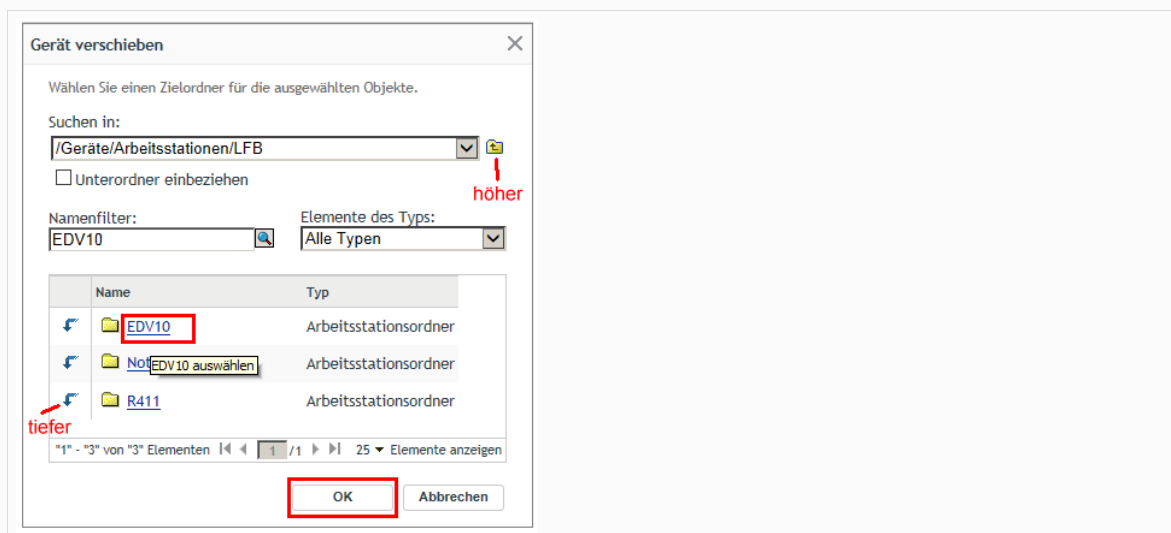 Gerät verschieben
Wählen Sie einen Zielordner für die ausgewählten Objekte.
Suchen in:
/Geräte/Arbeitsstationen/LFB
Unterordner einbeziehen
höher
Namenfilter: Elemente des Typs:
EDV10 Alle Typen
Name Typ
EDV10 Arbeitsstationsordner
Not Arbeitsstationsordner
EDV10 auswählen
R411 Arbeitsstationsordner
tiefer
"1" - "3" von "3" Elementen 1 /1 25 Elemente anzeigen
OK Abbrechen